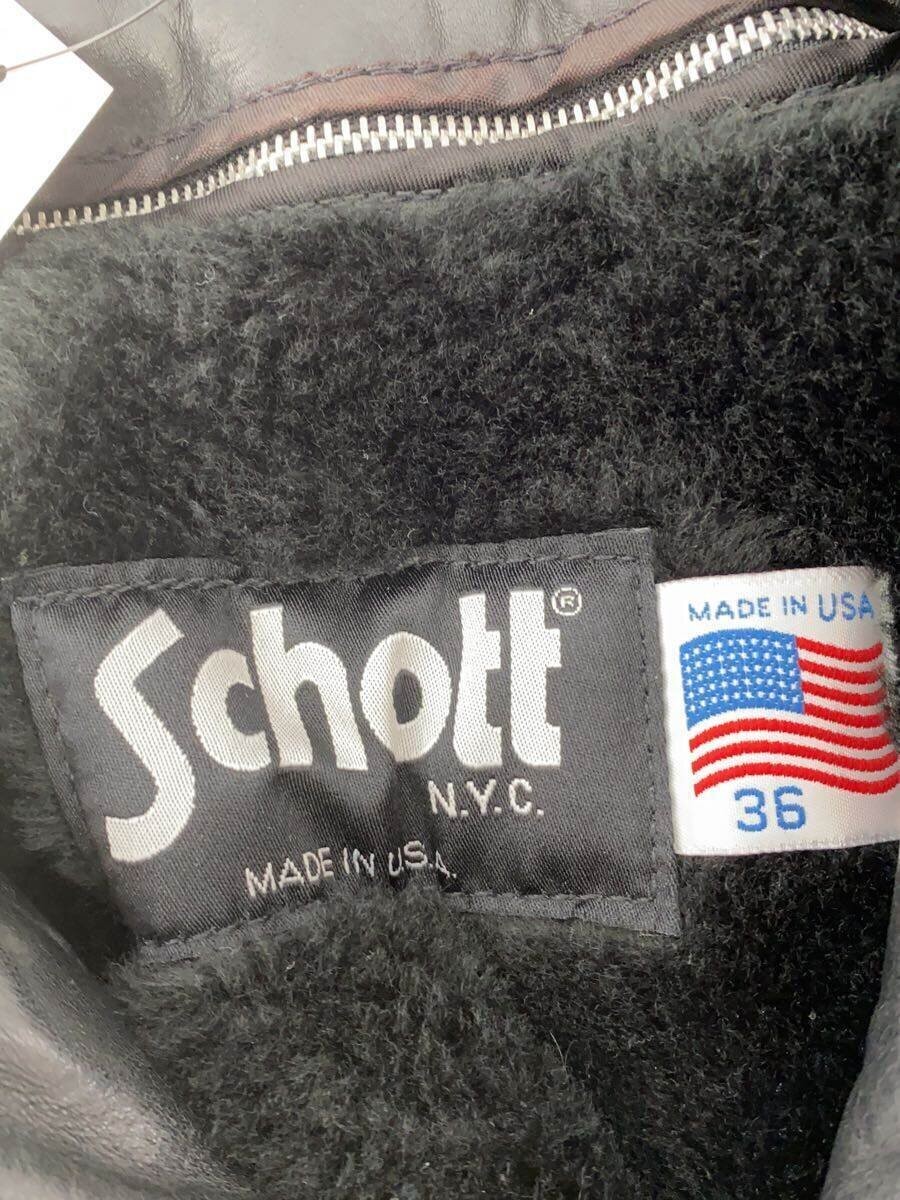 Schott®
N.Y.C.
MADE IN U.S.A.
MADE IN USA
36